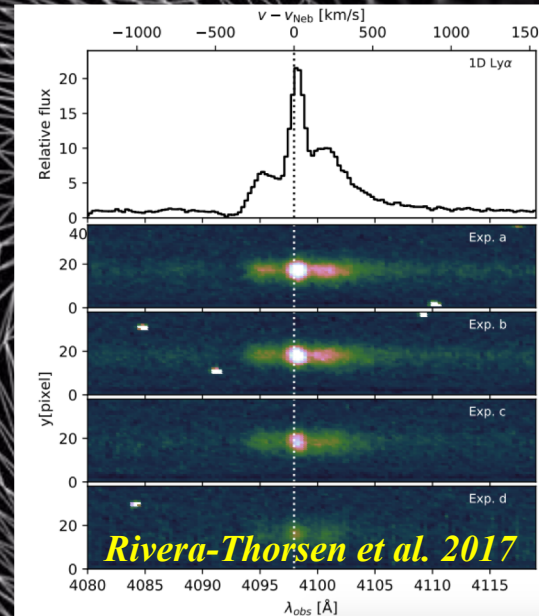 v − v_Neb [km/s]
−1000 −500 0 500 1000 150
1D Lyα
Relative flux
20
15
10
5
0
Exp. a
40
20
0
Exp. b
20
0
Exp. c
20
0
Exp. d
20
0
y[pixel]
Rivera-Thorsen et al. 2017
4080 4085 4090 4095 4100 4105 4110 4115
λ_obs [Å]